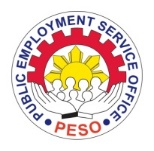 PUBLIC EMPLOYMENT SERVICE OFFICE
• PESO •